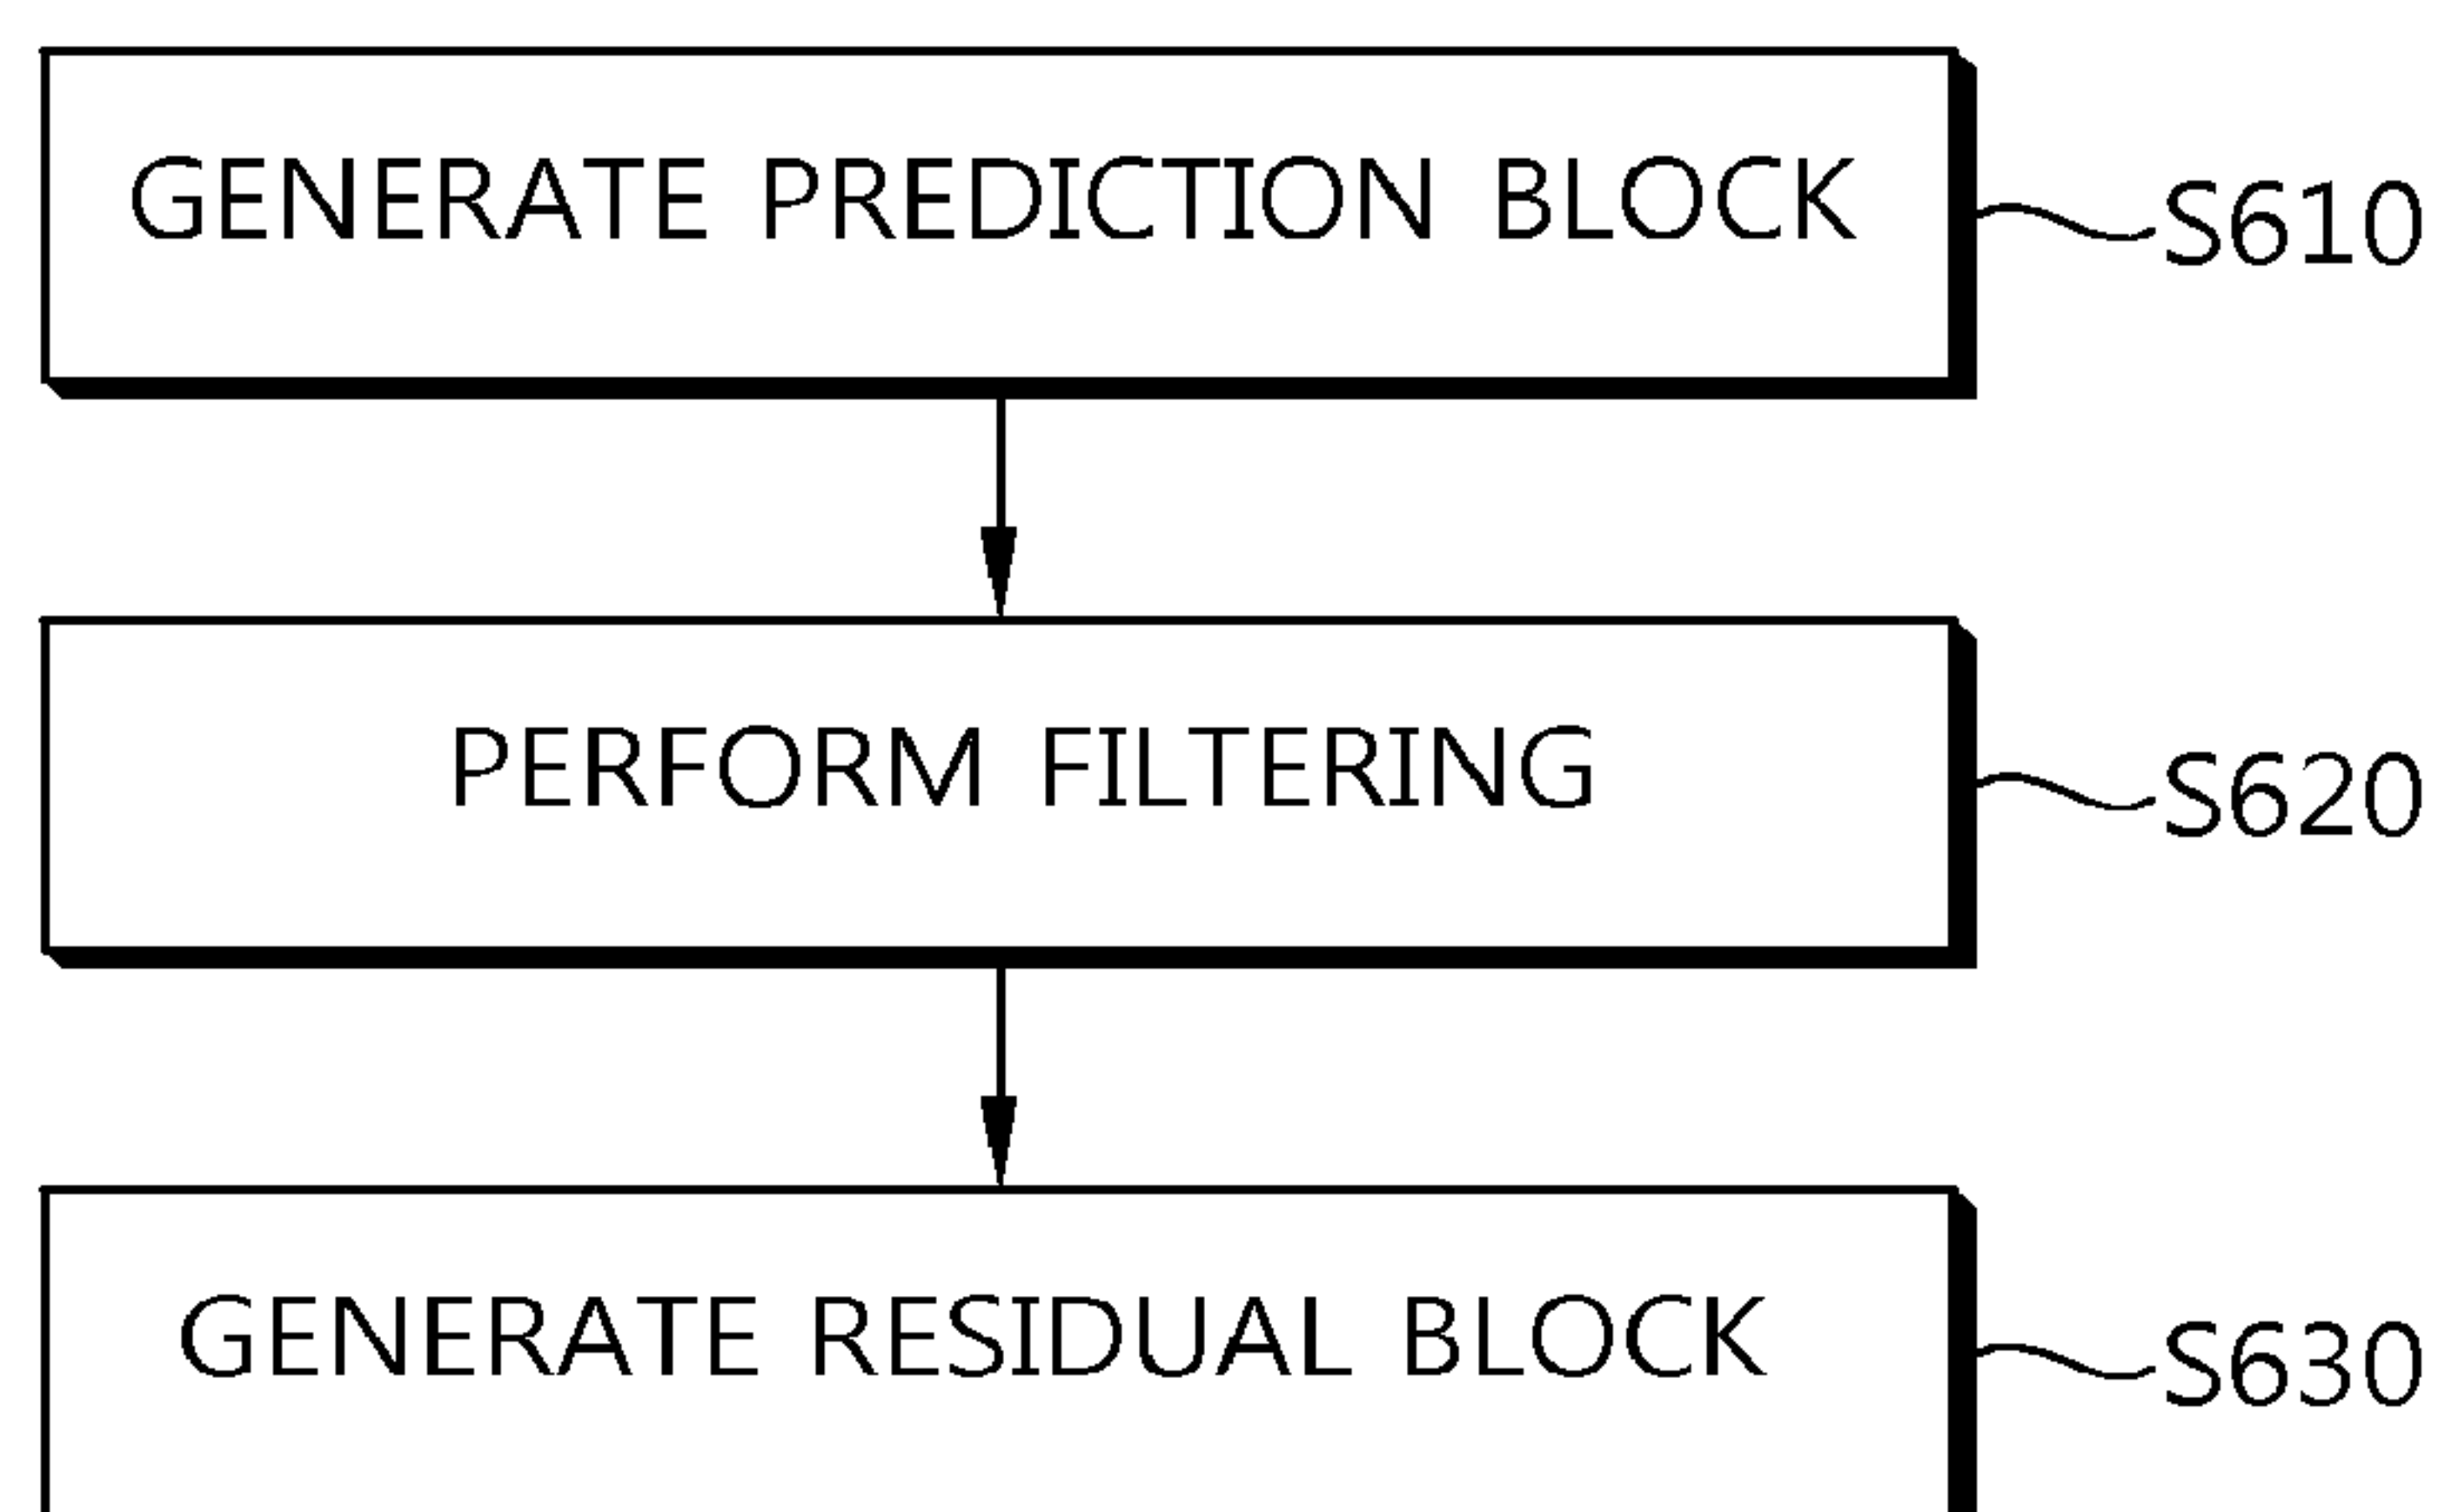 GENERATE PREDICTION BLOCK
S610
PERFORM FILTERING
S620
GENERATE RESIDUAL BLOCK
S630